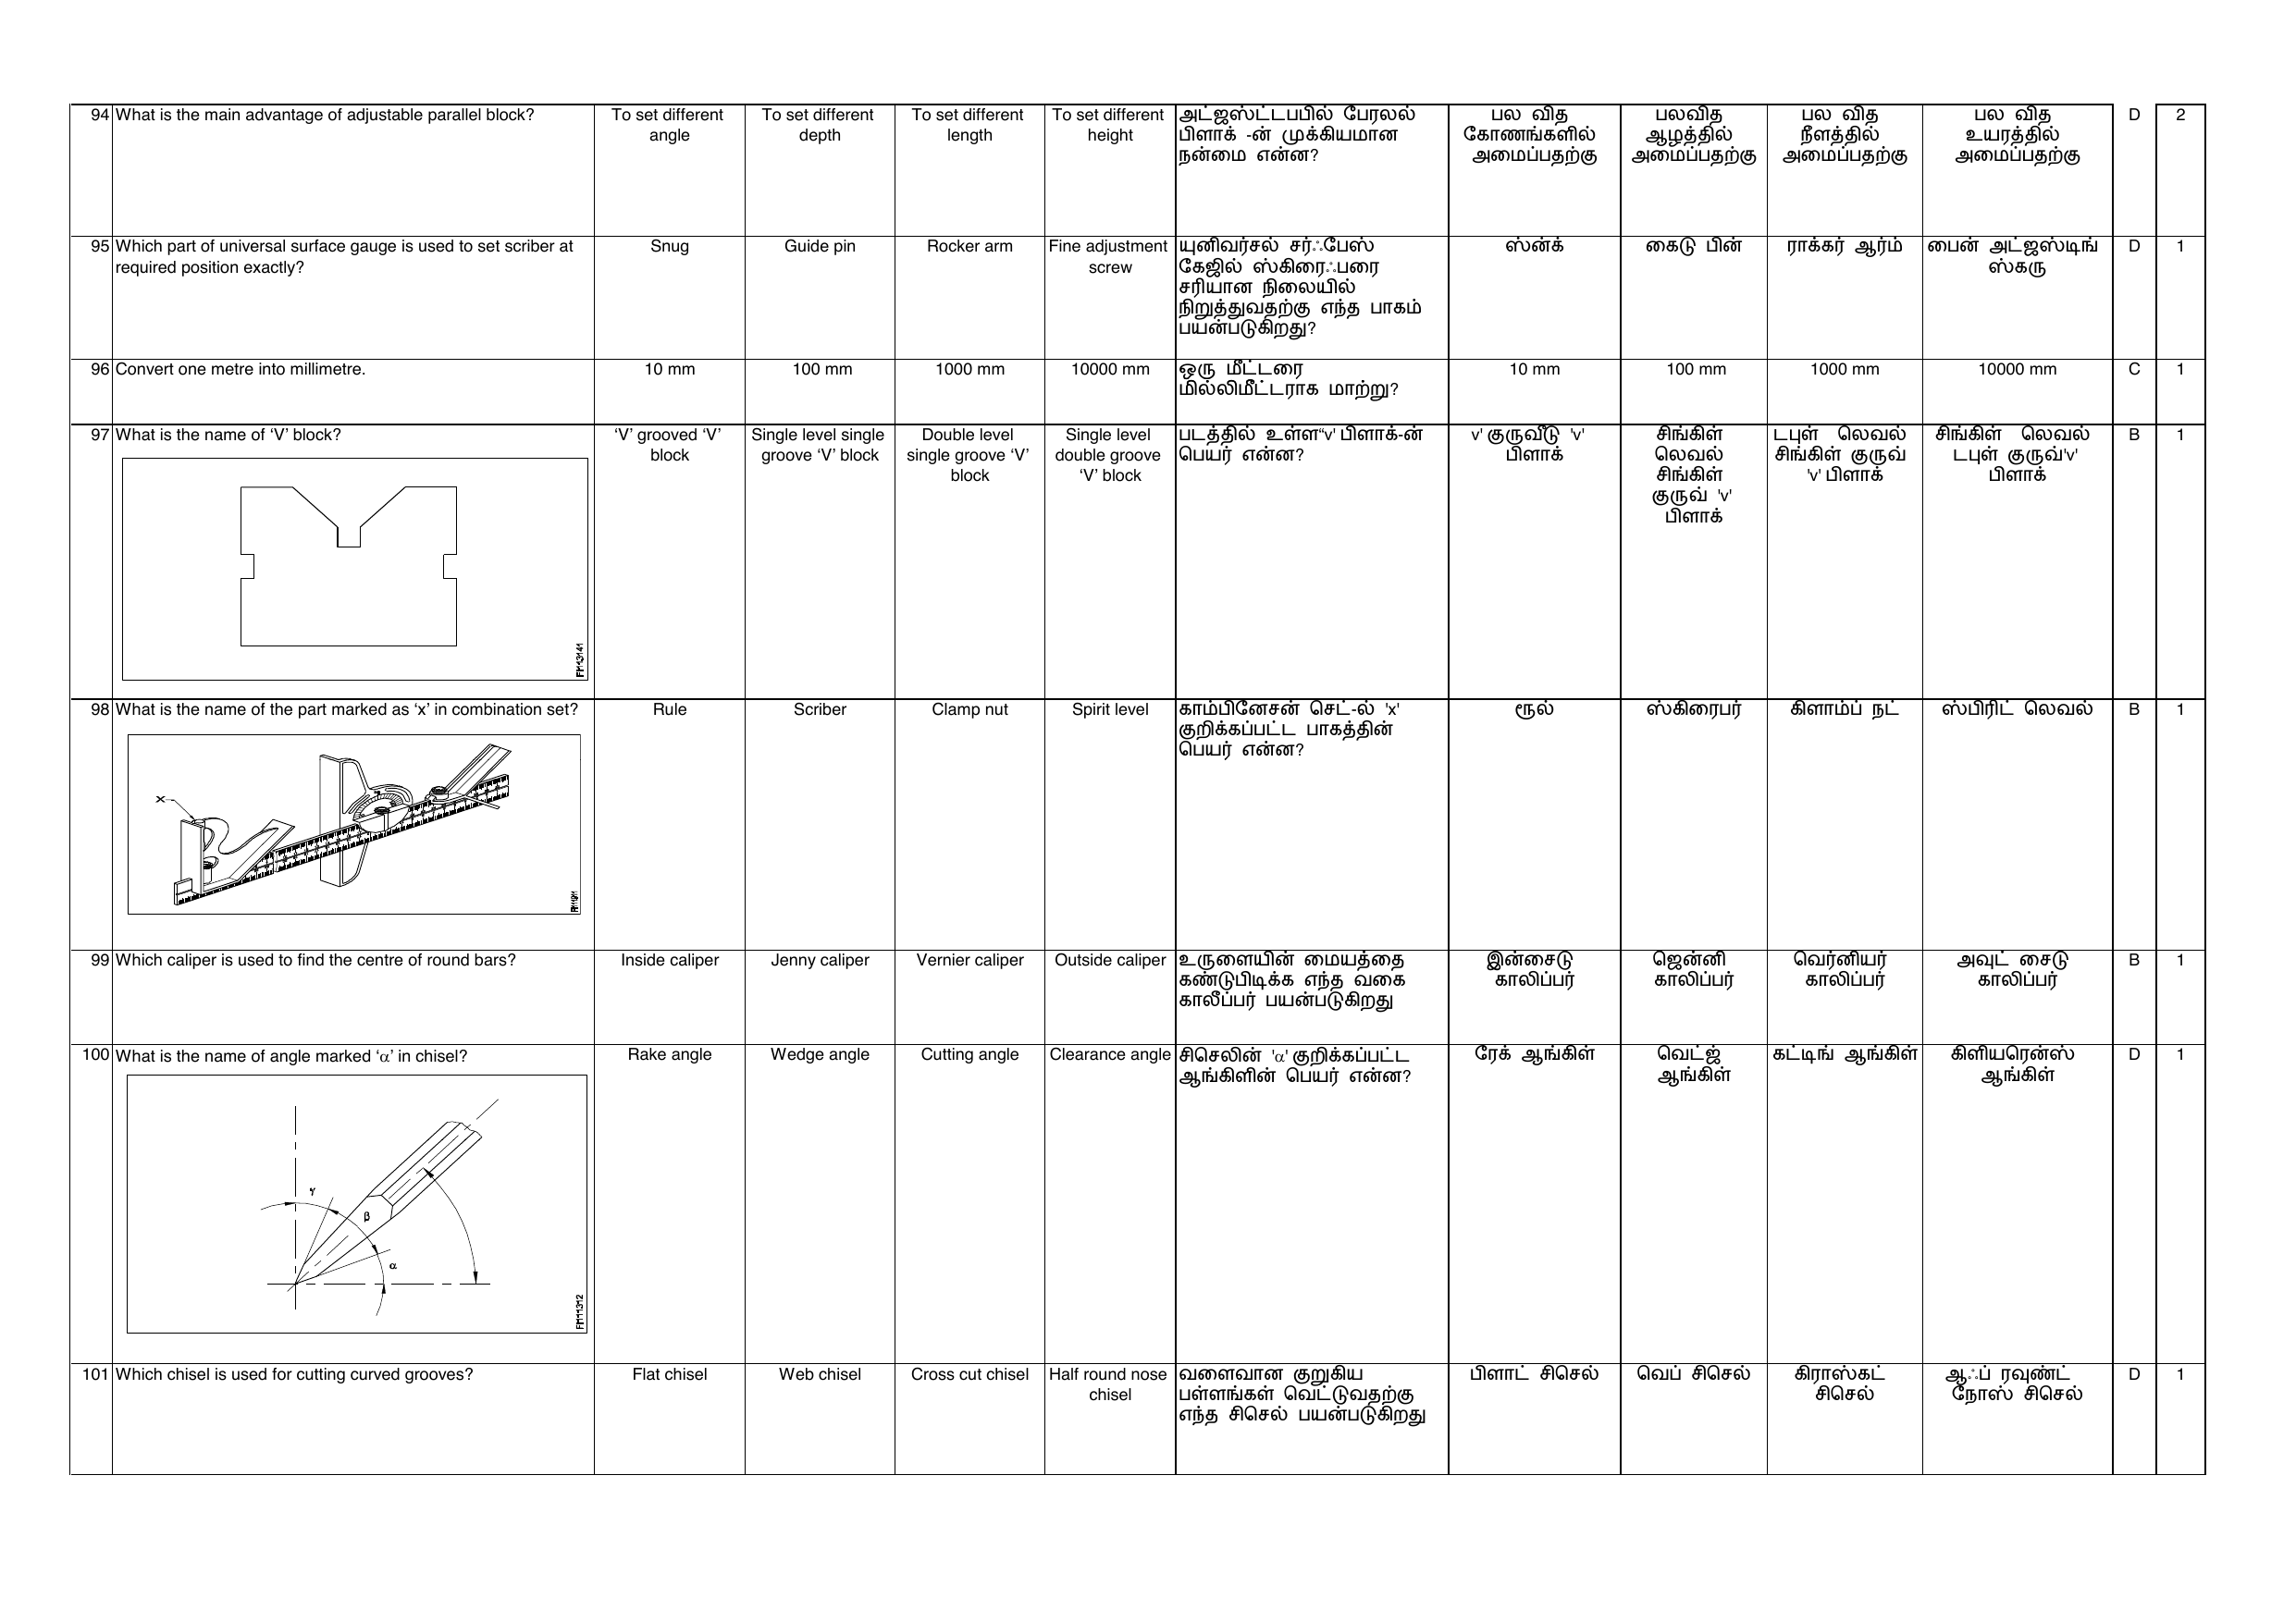 94 What is the main advantage of adjustable parallel block?
To set different
angle
To set different
depth
To set different
length
To set different
height
அட்ஜஸ்ட்டபபில் பேரலல்
பிளாக் -ன் முக்கியமான
நன்மை என்ன?
பல வித
கோணங்களில்
அமைப்பதற்கு
பலவித
ஆழத்தில்
அமைப்பதற்கு
பல வித
நீளத்தில்
அமைப்பதற்கு
பல வித
உயரத்தில்
அமைப்பதற்கு
D
2
95 Which part of universal surface gauge is used to set scriber at
required position exactly?
Snug
Guide pin
Rocker arm
Fine adjustment
screw
யுனிவர்சல் சர்ஃபேஸ்
கேஜில் ஸ்கிரைஃபரை
சரியான நிலையில்
நிறுத்துவதற்கு எந்த பாகம்
பயன்படுகிறது?
ஸ்ன்க்
கைடு பின்
ராக்கர் ஆர்ம்
பைன் அட்ஜஸ்டிங்
ஸ்கரு
D
1
96 Convert one metre into millimetre.
10 mm
100 mm
1000 mm
10000 mm
ஒரு மீட்டரை
மில்லிமீட்டராக மாற்று?
10 mm
100 mm
1000 mm
10000 mm
C
1
97 What is the name of ‘V’ block?
FI113141
‘V’ grooved ‘V’
block
Single level single
groove ‘V’ block
Double level
single groove ‘V’
block
Single level
double groove
‘V’ block
படத்தில் உள்ள“v' பிளாக்-ன்
பெயர் என்ன?
v' குருவீடு 'v'
பிளாக்
சிங்கிள்
லெவல்
சிங்கிள்
குருவ் 'v'
பிளாக்
டபுள் லெவல்
சிங்கிள் குருவ்
'v' பிளாக்
சிங்கிள் லெவல்
டபுள் குருவ்'v'
பிளாக்
B
1
98 What is the name of the part marked as ‘x’ in combination set?
X
Rule
Scriber
Clamp nut
Spirit level
காம்பினேசன் செட்-ல் 'x'
குறிக்கப்பட்ட பாகத்தின்
பெயர் என்ன?
ரூல்
ஸ்கிரைபர்
கிளாம்ப் நட்
ஸ்பிரிட் லெவல்
B
1
99 Which caliper is used to find the centre of round bars?
Inside caliper
Jenny caliper
Vernier caliper
Outside caliper
உருளையின் மையத்தை
கண்டுபிடிக்க எந்த வகை
காலீப்பர் பயன்படுகிறது
இன்சைடு
காலிப்பர்
ஜென்னி
காலிப்பர்
வெர்னியர்
காலிப்பர்
அவுட் சைடு
காலிப்பர்
B
1
100 What is the name of angle marked ‘α’ in chisel?
γ
β
α
FI111312
Rake angle
Wedge angle
Cutting angle
Clearance angle
சிசெலின் 'α' குறிக்கப்பட்ட
ஆங்கிளின் பெயர் என்ன?
ரேக் ஆங்கிள்
வெட்ஜ்
ஆங்கிள்
கட்டிங் ஆங்கிள்
கிளியரென்ஸ்
ஆங்கிள்
D
1
101 Which chisel is used for cutting curved grooves?
Flat chisel
Web chisel
Cross cut chisel
Half round nose
chisel
வளைவான குறுகிய
பள்ளங்கள் வெட்டுவதற்கு
எந்த சிசெல் பயன்படுகிறது
பிளாட் சிசெல்
வெப் சிசெல்
கிராஸ்கட்
சிசெல்
ஆஃப் ரவுண்ட்
நோஸ் சிசெல்
D
1